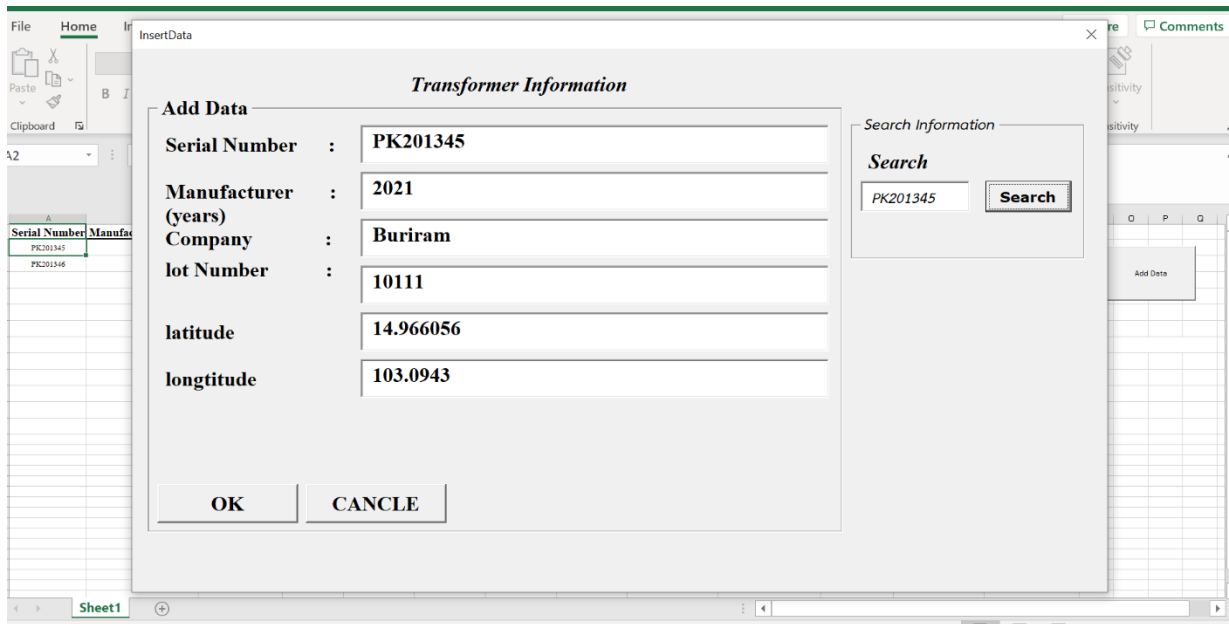 File Home
InsertData
Comments
Paste
Clipboard
B I
A2
Transformer Information
Add Data
Serial Number : PK201345
Manufacturer : 2021
(years)
Company : Buriram
lot Number : 10111
latitude 14.966056
longtitude 103.0943
OK CANCLE
Search Information
Search
PK201345 Search
A
Serial Number
PK201345
PK201346
O P Q
Add Data
Sheet1